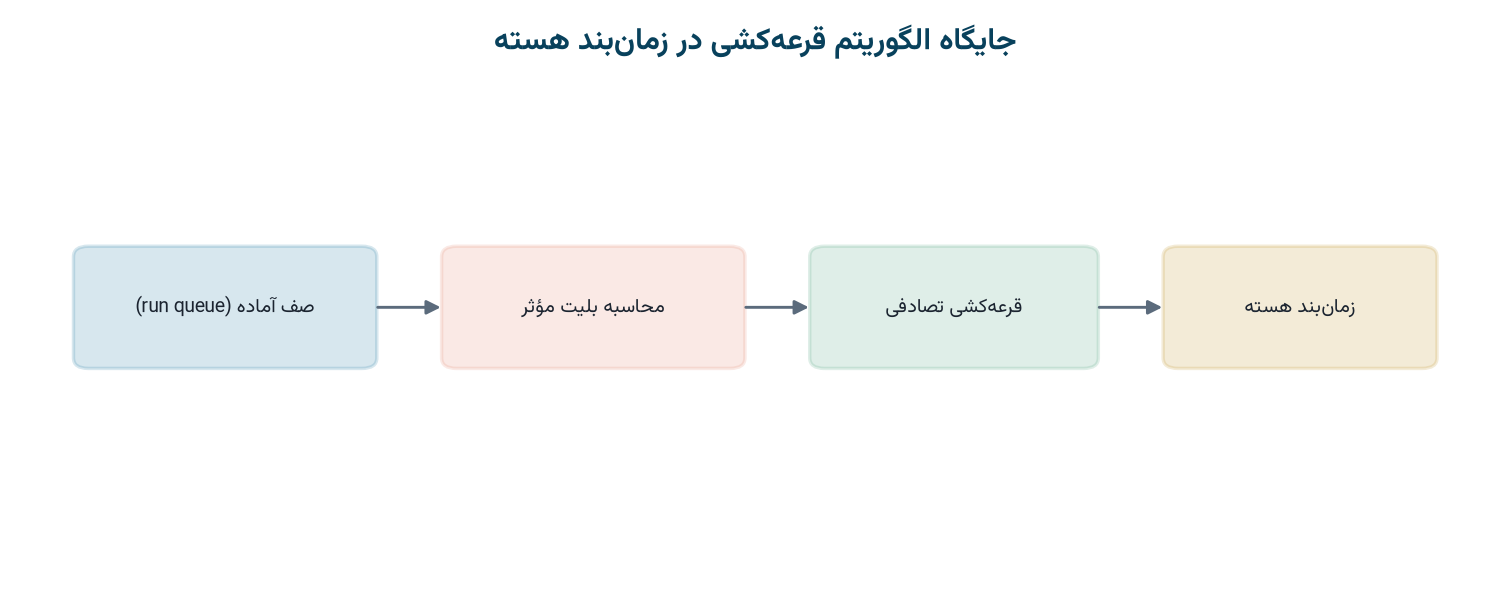 جایگاه الگوریتم قرعه‌کشی در زمان‌بند هسته
صف آماده (run queue)
محاسبه بلیت مؤثر
قرعه‌کشی تصادفی
زمان‌بند هسته